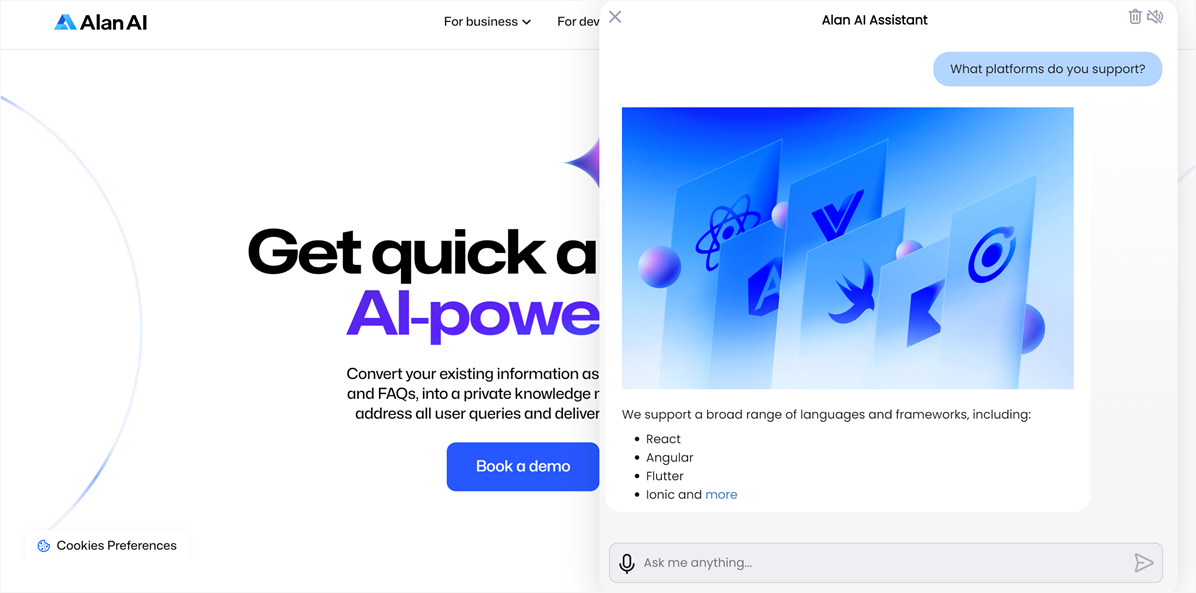 Alan AI
For business
For dev
Get quick a
AI-powe
Convert your existing information as
and FAQs, into a private knowledge r
address all user queries and deliver
Book a demo
Cookies Preferences
Alan AI Assistant
What platforms do you support?
We support a broad range of languages and frameworks, including:
• React
• Angular
• Flutter
• Ionic and more
Ask me anything...